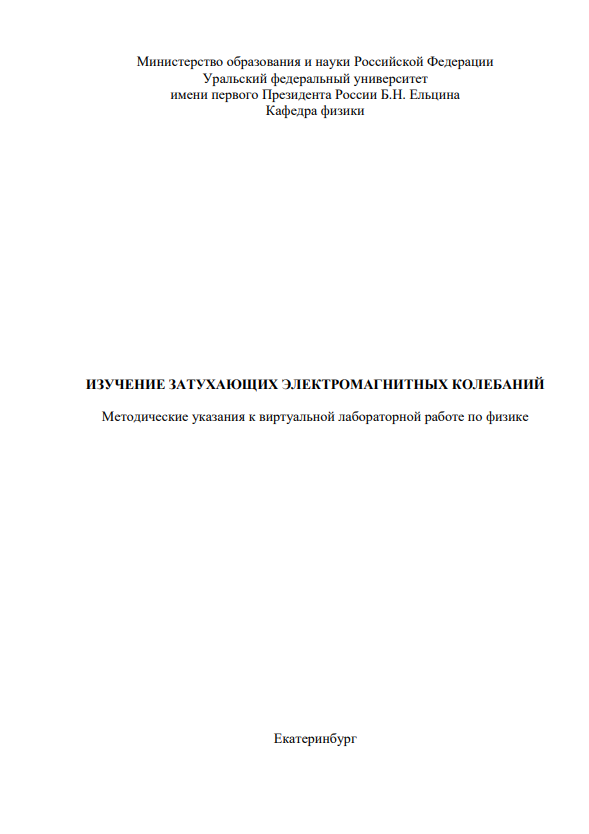 Министерство образования и науки Российской Федерации
Уральский федеральный университет
имени первого Президента России Б.Н. Ельцина
Кафедра физики
ИЗУЧЕНИЕ ЗАТУХАЮЩИХ ЭЛЕКТРОМАГНИТНЫХ КОЛЕБАНИЙ
Методические указания к виртуальной лабораторной работе по физике
Екатеринбург